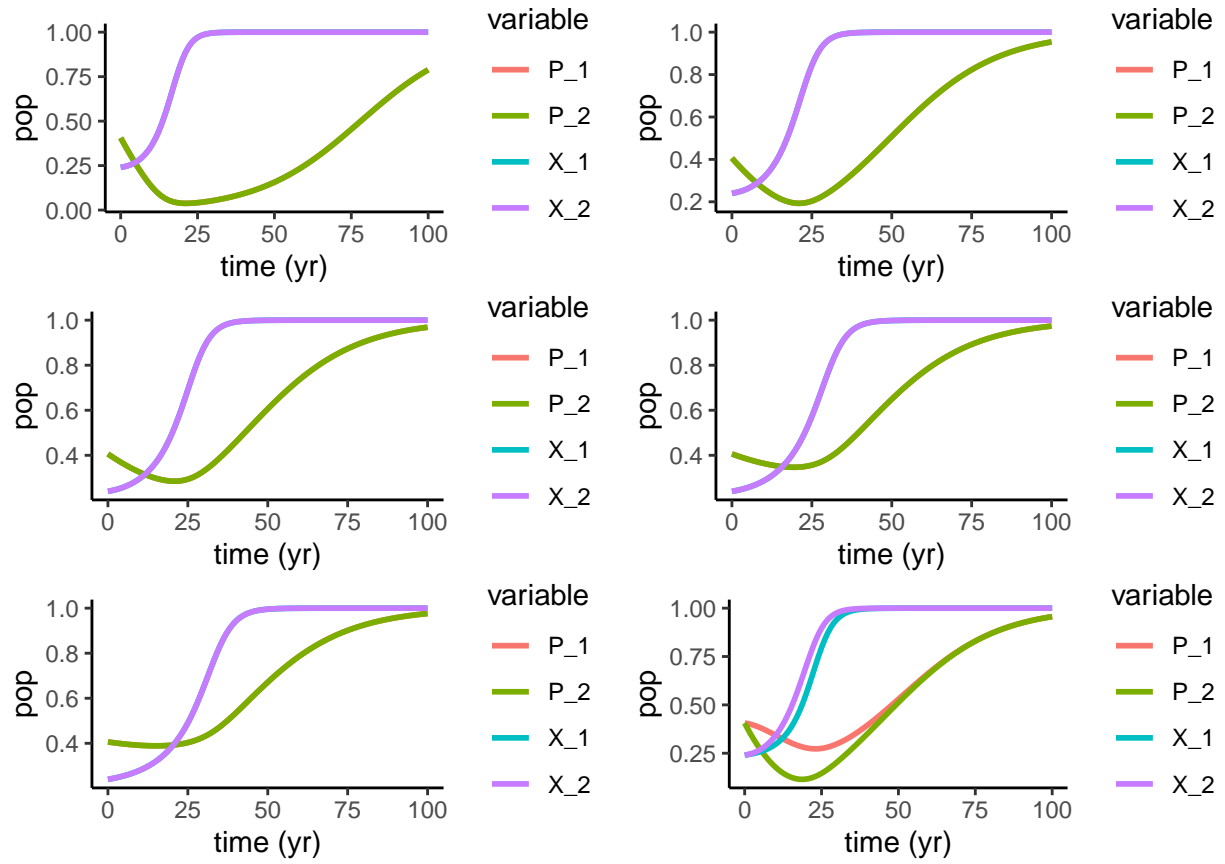 variable
1.00
0.75
0.50
0.25
0.00
pop
0 25 50 75 100
time (yr)
P_1
P_2
X_1
X_2
variable
1.0
0.8
0.6
0.4
0.2
pop
0 25 50 75 100
time (yr)
P_1
P_2
X_1
X_2
variable
1.0
0.8
0.6
0.4
pop
0 25 50 75 100
time (yr)
P_1
P_2
X_1
X_2
variable
1.0
0.8
0.6
0.4
pop
0 25 50 75 100
time (yr)
P_1
P_2
X_1
X_2
variable
1.0
0.8
0.6
0.4
pop
0 25 50 75 100
time (yr)
P_1
P_2
X_1
X_2
variable
1.00
0.75
0.50
0.25
pop
0 25 50 75 100
time (yr)
P_1
P_2
X_1
X_2